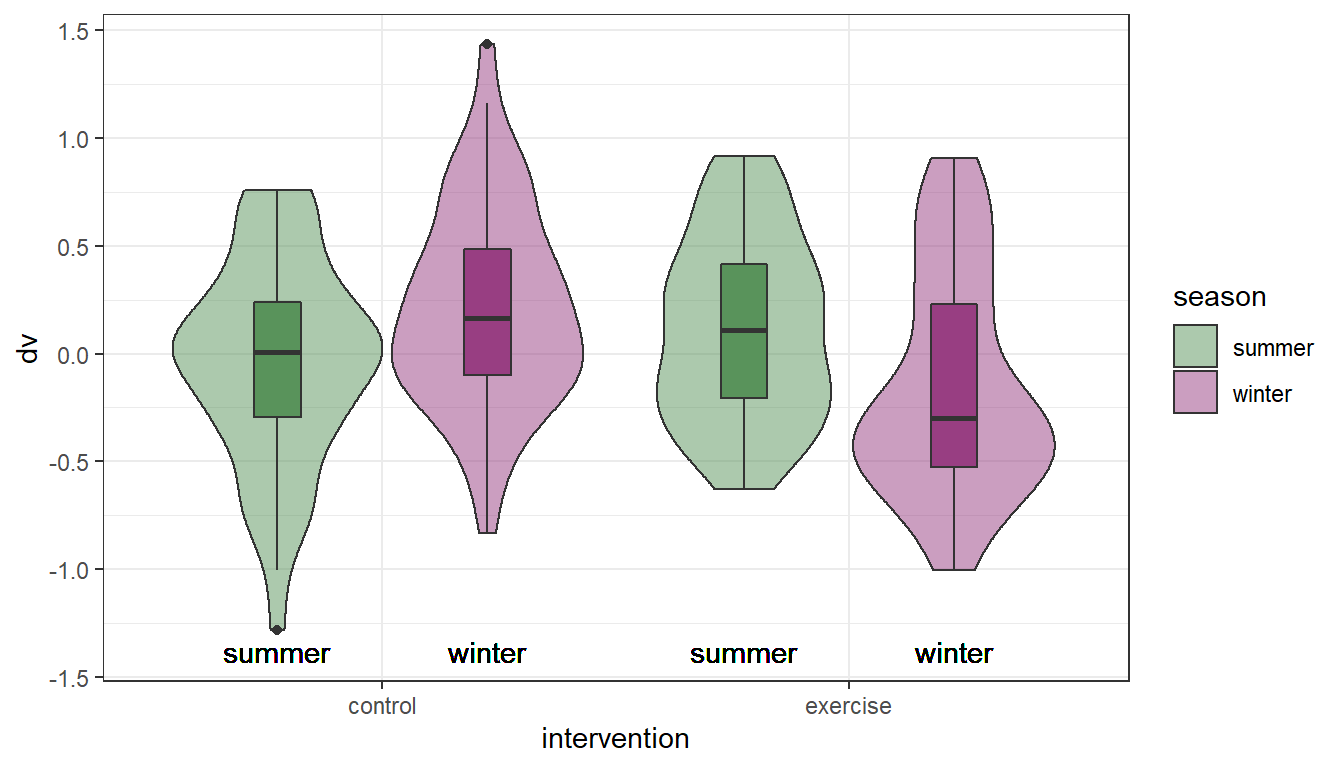 dv
1.5
1.0
0.5
0.0
-0.5
-1.0
-1.5
summer winter summer winter
control exercise
intervention
season
summer
winter